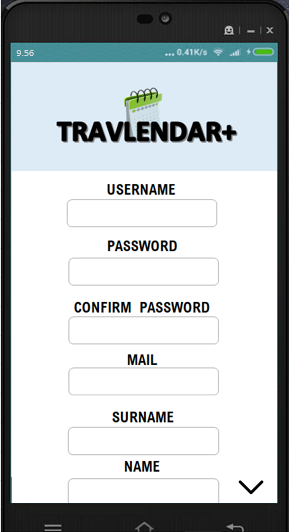 9.56 ... 0.41K/s
TRAVLENDAR+
USERNAME
PASSWORD
CONFIRM PASSWORD
MAIL
SURNAME
NAME